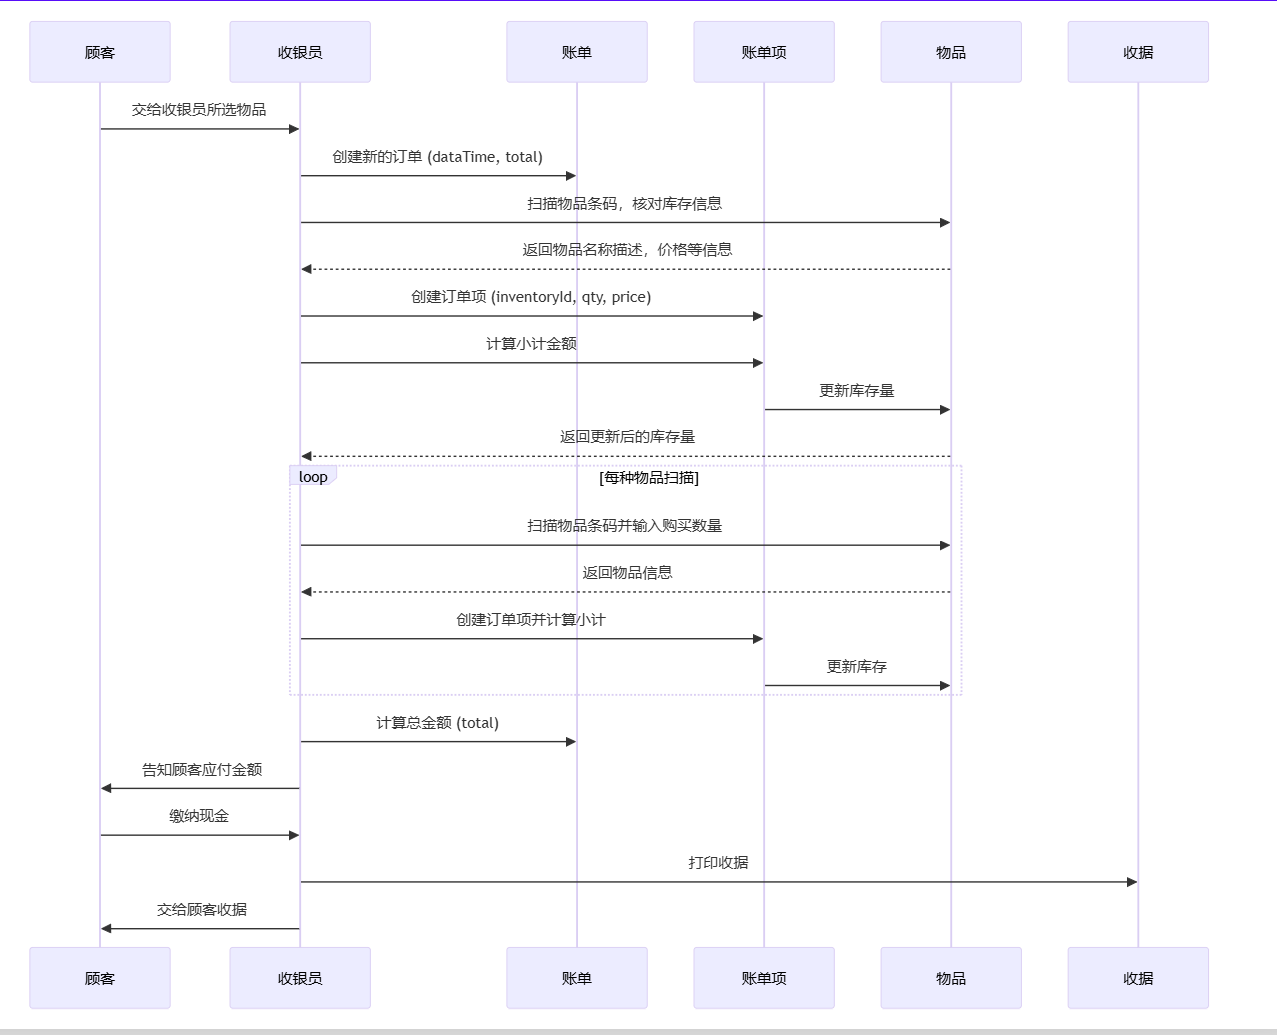 顾客
收银员
账单
账单项
物品
收据
交给收银员所选物品
创建新的订单 (dataTime, total)
扫描物品条码，核对库存信息
返回物品名称描述，价格等信息
创建订单项 (inventoryId, qty, price)
计算小计金额
更新库存量
返回更新后的库存量
loop
[每种物品扫描]
扫描物品条码并输入购买数量
返回物品信息
创建订单项并计算小计
更新库存
计算总金额 (total)
告知顾客应付金额
缴纳现金
打印收据
交给顾客收据
顾客
收银员
账单
账单项
物品
收据